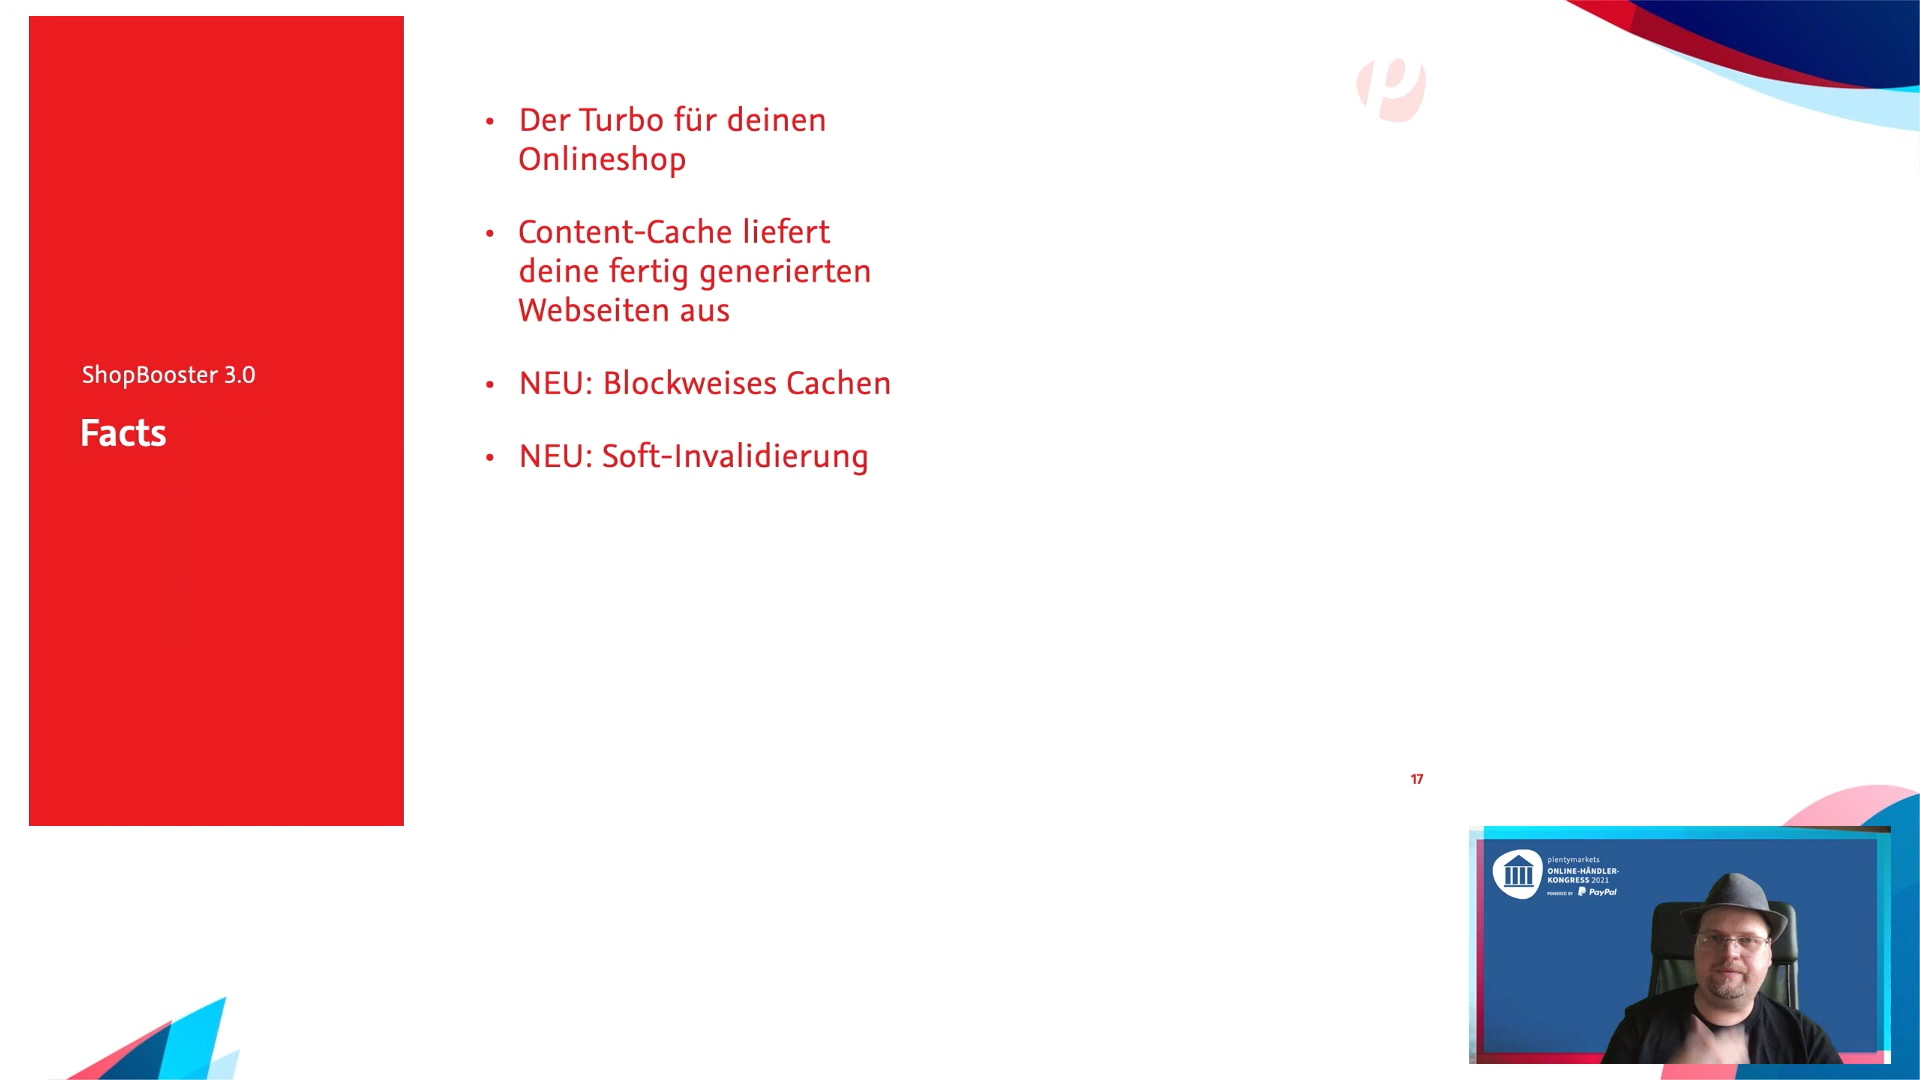 ShopBooster 3.0
Facts
• Der Turbo für deinen
Onlineshop
• Content-Cache liefert
deine fertig generierten
Webseiten aus
• NEU: Blockweises Cachen
• NEU: Soft-Invalidierung
17
plentymarkets
ONLINE-HÄNDLER-
KONGRESS 2021
POWERED BY PayPal